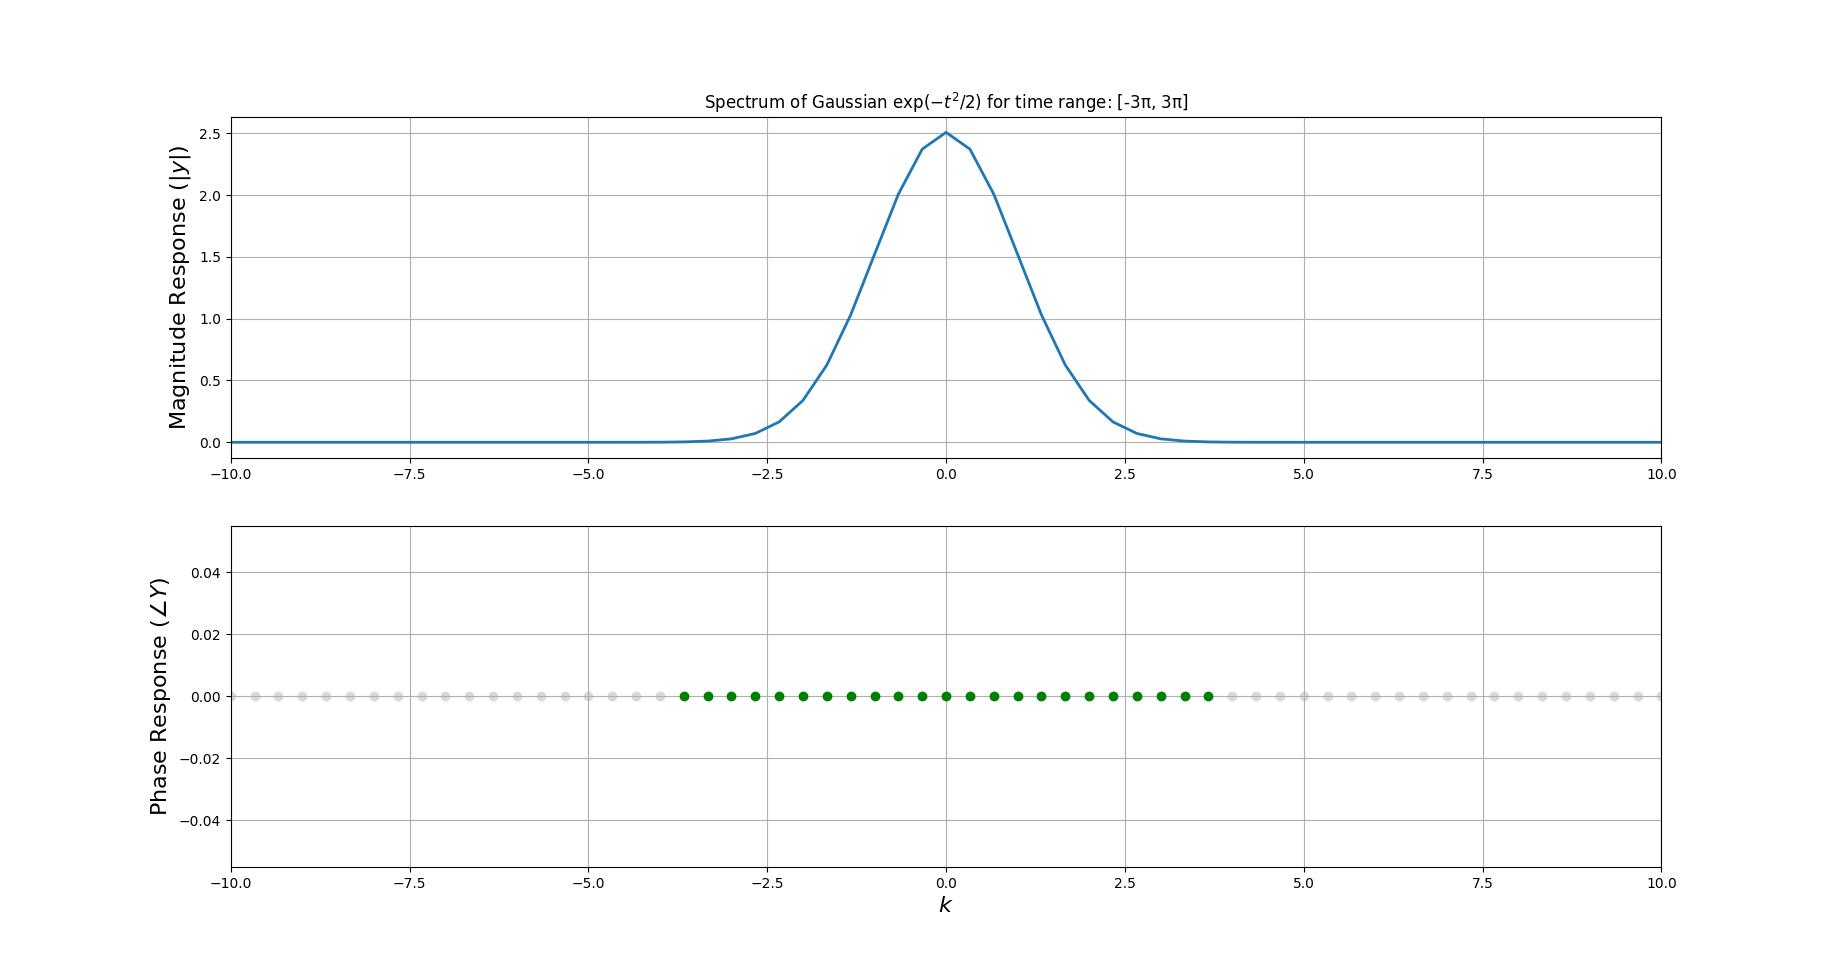 Spectrum of Gaussian exp(−t²/2) for time range: [-3π, 3π]
Magnitude Response (|y|)
2.5
2.0
1.5
1.0
0.5
0.0
−10.0 −7.5 −5.0 −2.5 0.0 2.5 5.0 7.5 10.0
Phase Response (∠Y)
0.04
0.02
0.00
−0.02
−0.04
−10.0 −7.5 −5.0 −2.5 0.0 2.5 5.0 7.5 10.0
k